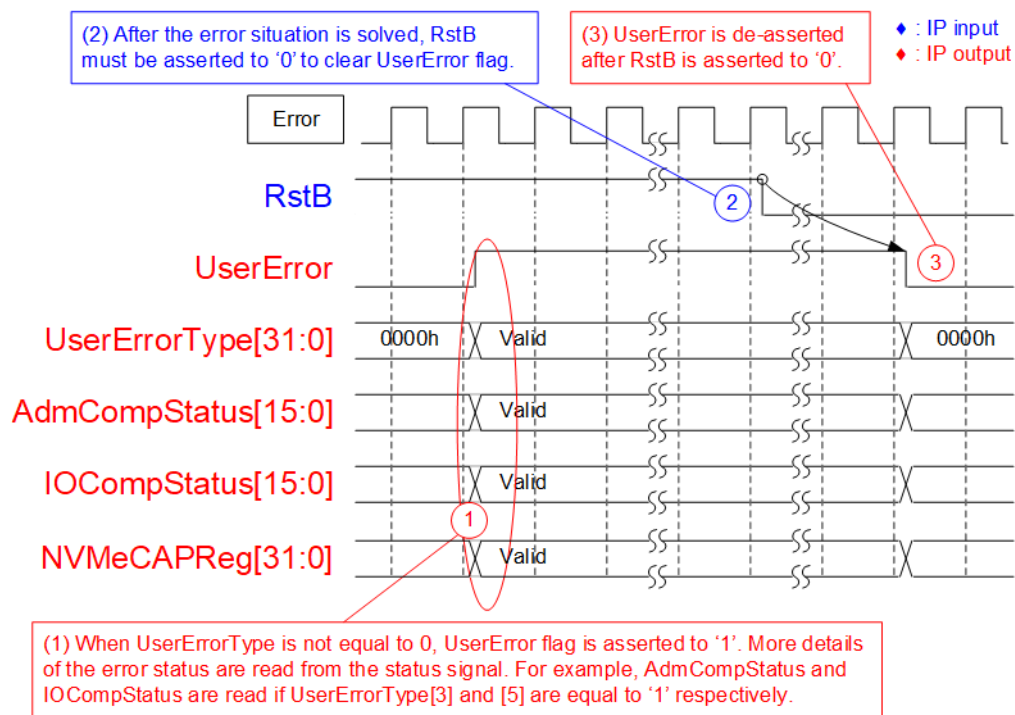 (2) After the error situation is solved, RstB
must be asserted to ‘0’ to clear UserError flag.
(3) UserError is de-asserted
after RstB is asserted to ‘0’.
♦ : IP input
♦ : IP output
Error
RstB
2
UserError
3
UserErrorType[31:0]
0000h
Valid
0000h
AdmCompStatus[15:0]
Valid
IOCompStatus[15:0]
Valid
1
NVMeCAPReg[31:0]
Valid
(1) When UserErrorType is not equal to 0, UserError flag is asserted to ‘1’. More details
of the error status are read from the status signal. For example, AdmCompStatus and
IOCompStatus are read if UserErrorType[3] and [5] are equal to ‘1’ respectively.